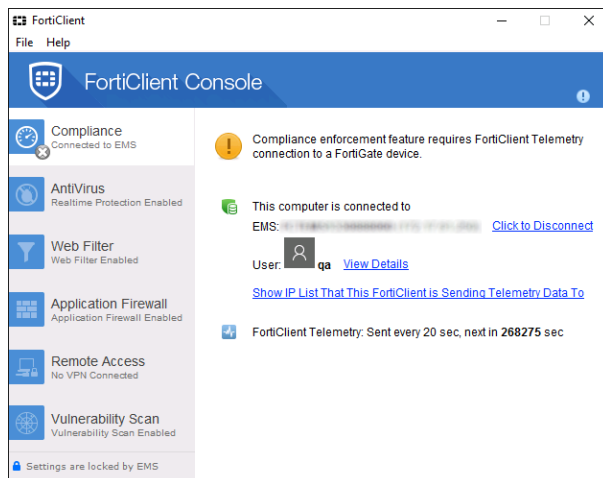 FortiClient
File Help
FortiClient Console
Compliance
Connected to EMS
AntiVirus
Realtime Protection Enabled
Web Filter
Web Filter Enabled
Application Firewall
Application Firewall Enabled
Remote Access
No VPN Connected
Vulnerability Scan
Vulnerability Scan Enabled
Settings are locked by EMS
Compliance enforcement feature requires FortiClient Telemetry
connection to a FortiGate device.
This computer is connected to
EMS: Click to Disconnect
User: qa View Details
Show IP List That This FortiClient is Sending Telemetry Data To
FortiClient Telemetry: Sent every 20 sec, next in 268275 sec